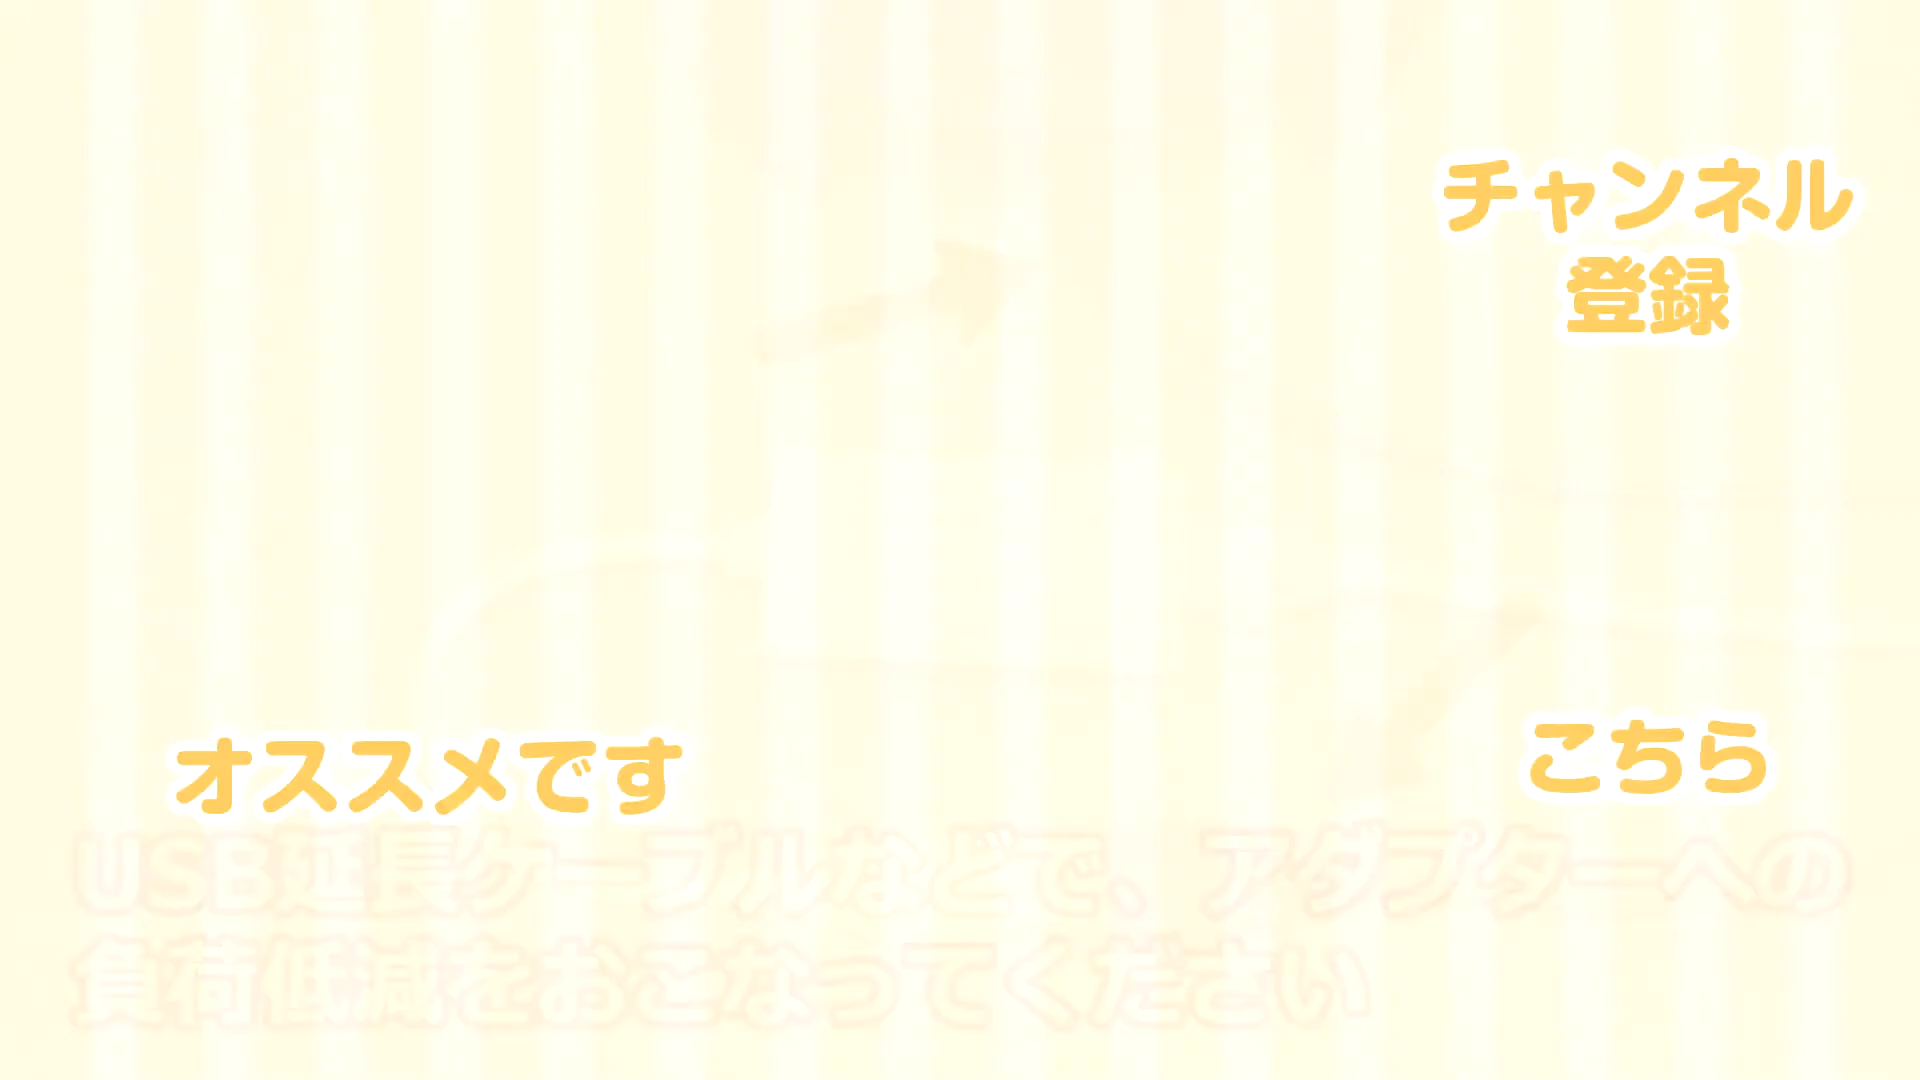 チャンネル
登録
オススメです
こちら
USB延長ケーブルなどで、アダプターへの
負荷低減をおこなってください